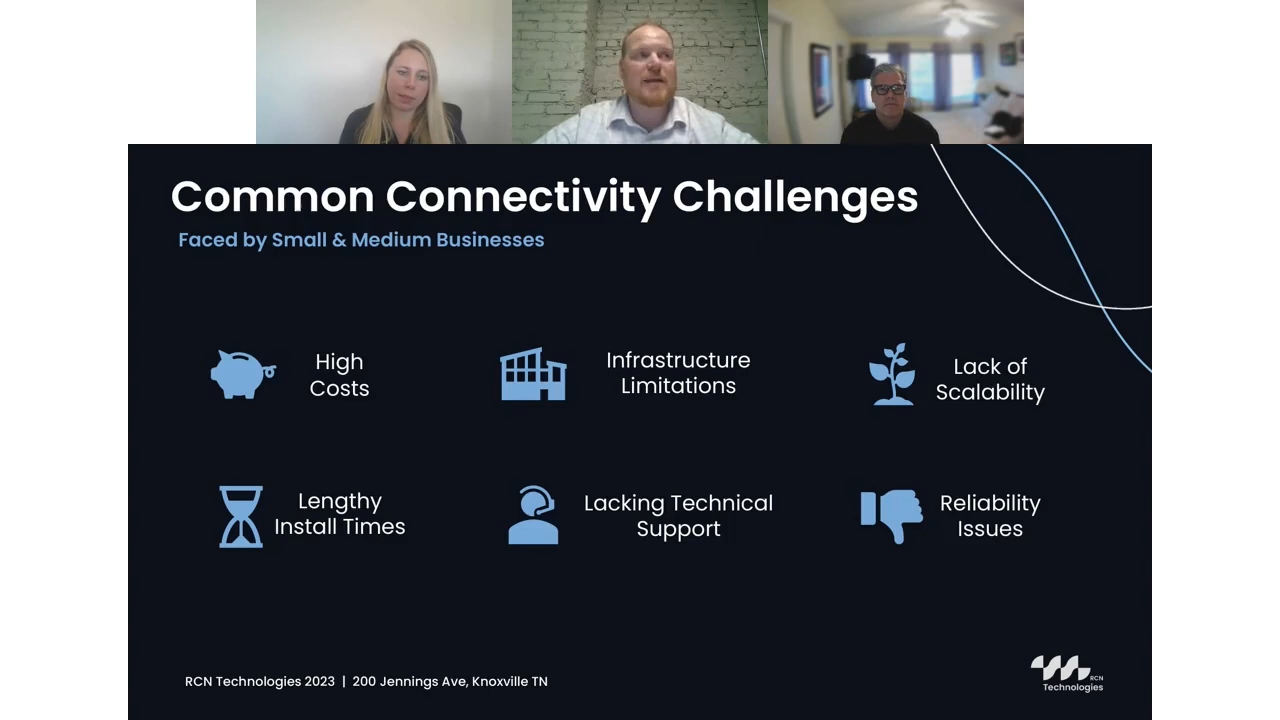 Common Connectivity Challenges
Faced by Small & Medium Businesses
High
Costs
Infrastructure
Limitations
Lack of
Scalability
Lengthy
Install Times
Lacking Technical
Support
Reliability
Issues
RCN Technologies 2023 | 200 Jennings Ave, Knoxville TN
RCN
Technologies